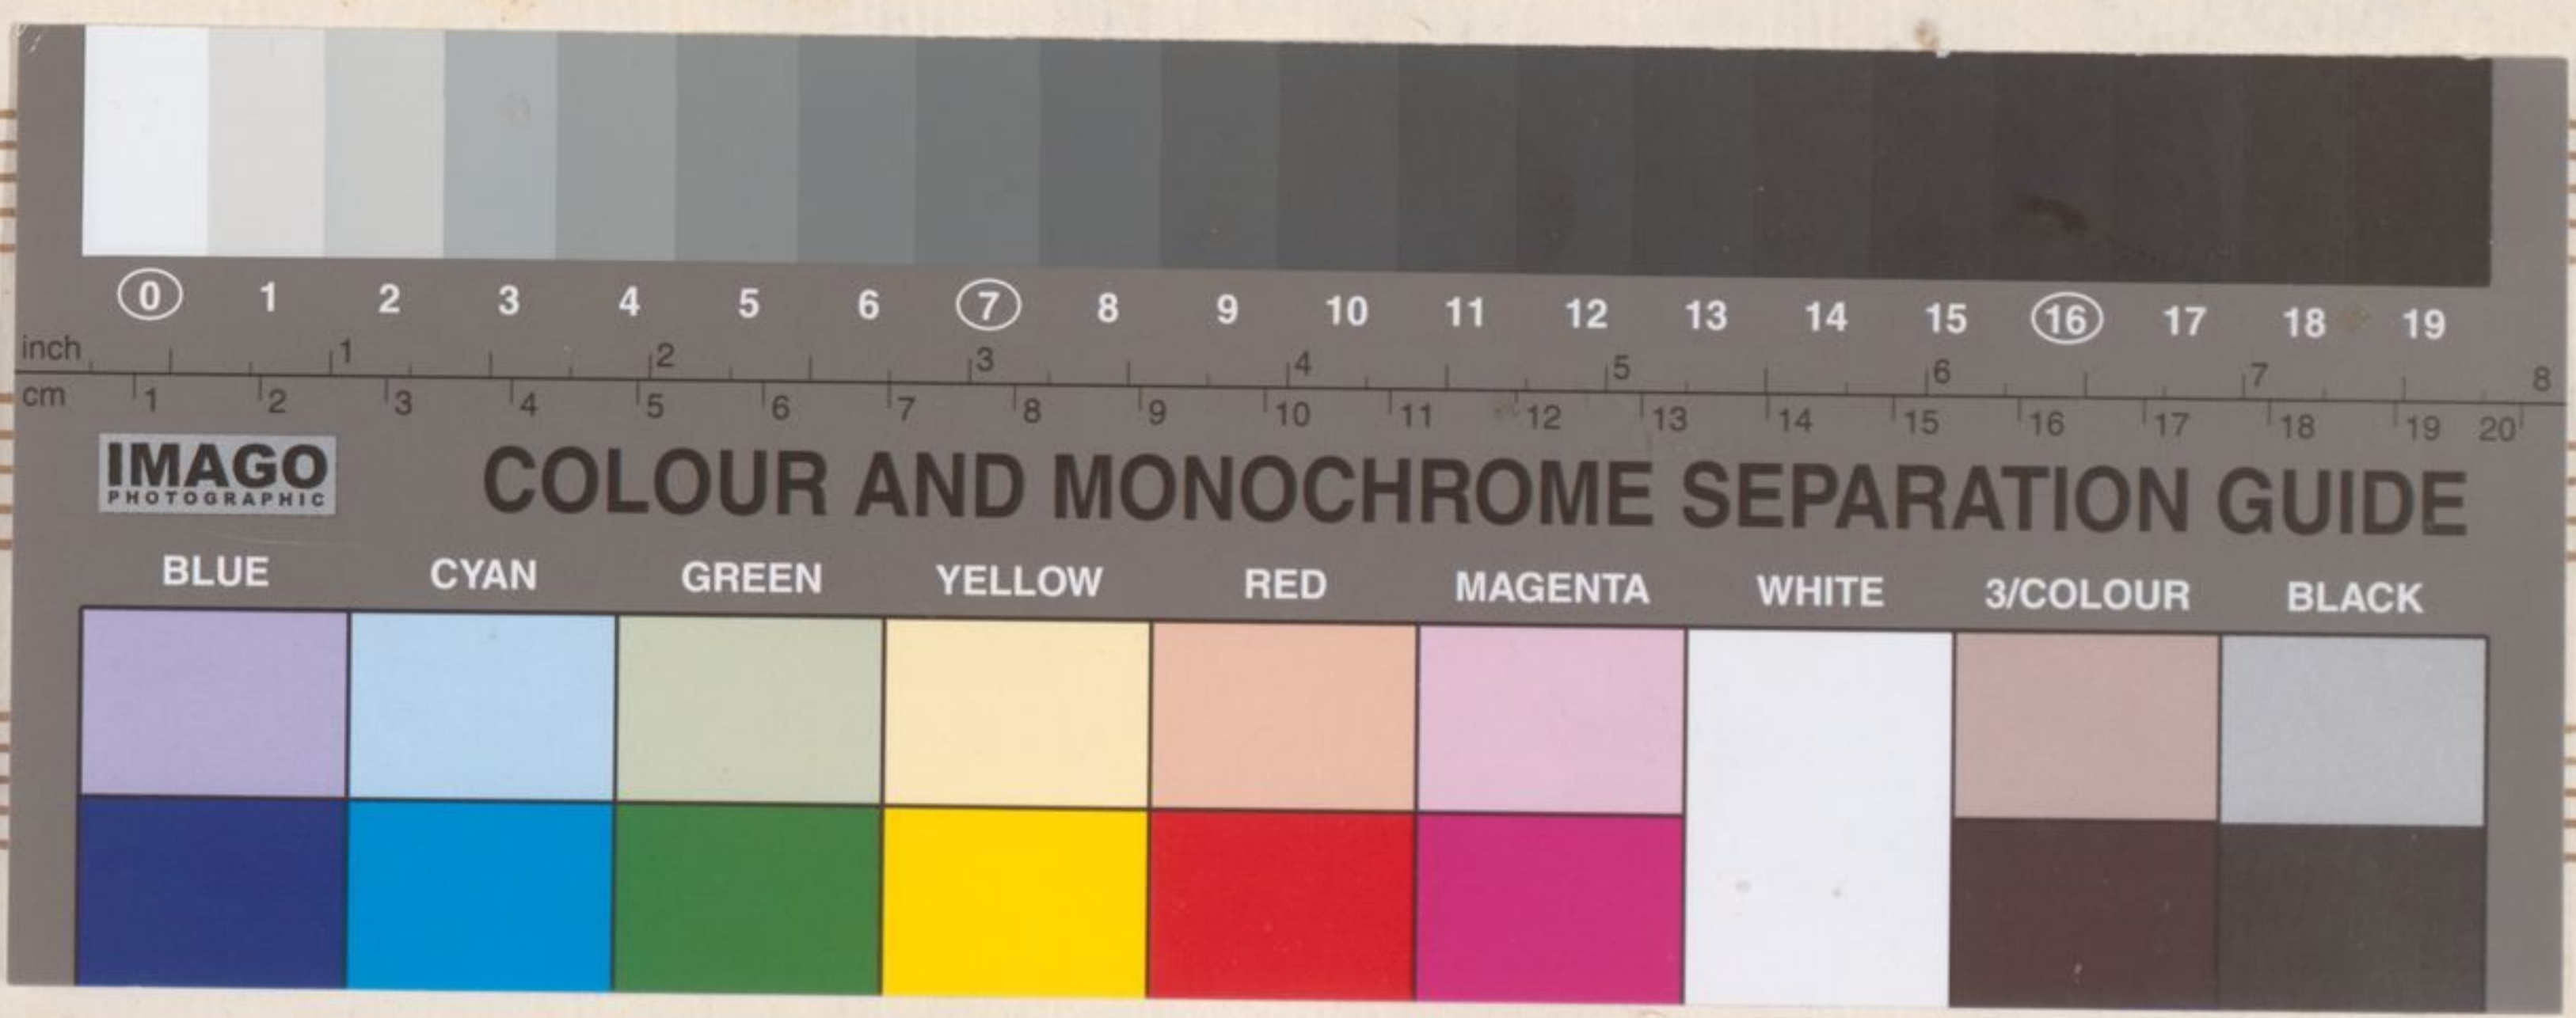 0 1 2 3 4 5 6 7 8 9 10 11 12 13 14 15 16 17 18 19
inch 1 2 3 4 5 6 7 8
cm 1 2 3 4 5 6 7 8 9 10 11 12 13 14 15 16 17 18 19 20
IMAGO
PHOTOGRAPHIC
COLOUR AND MONOCHROME SEPARATION GUIDE
BLUE CYAN GREEN YELLOW RED MAGENTA WHITE 3/COLOUR BLACK